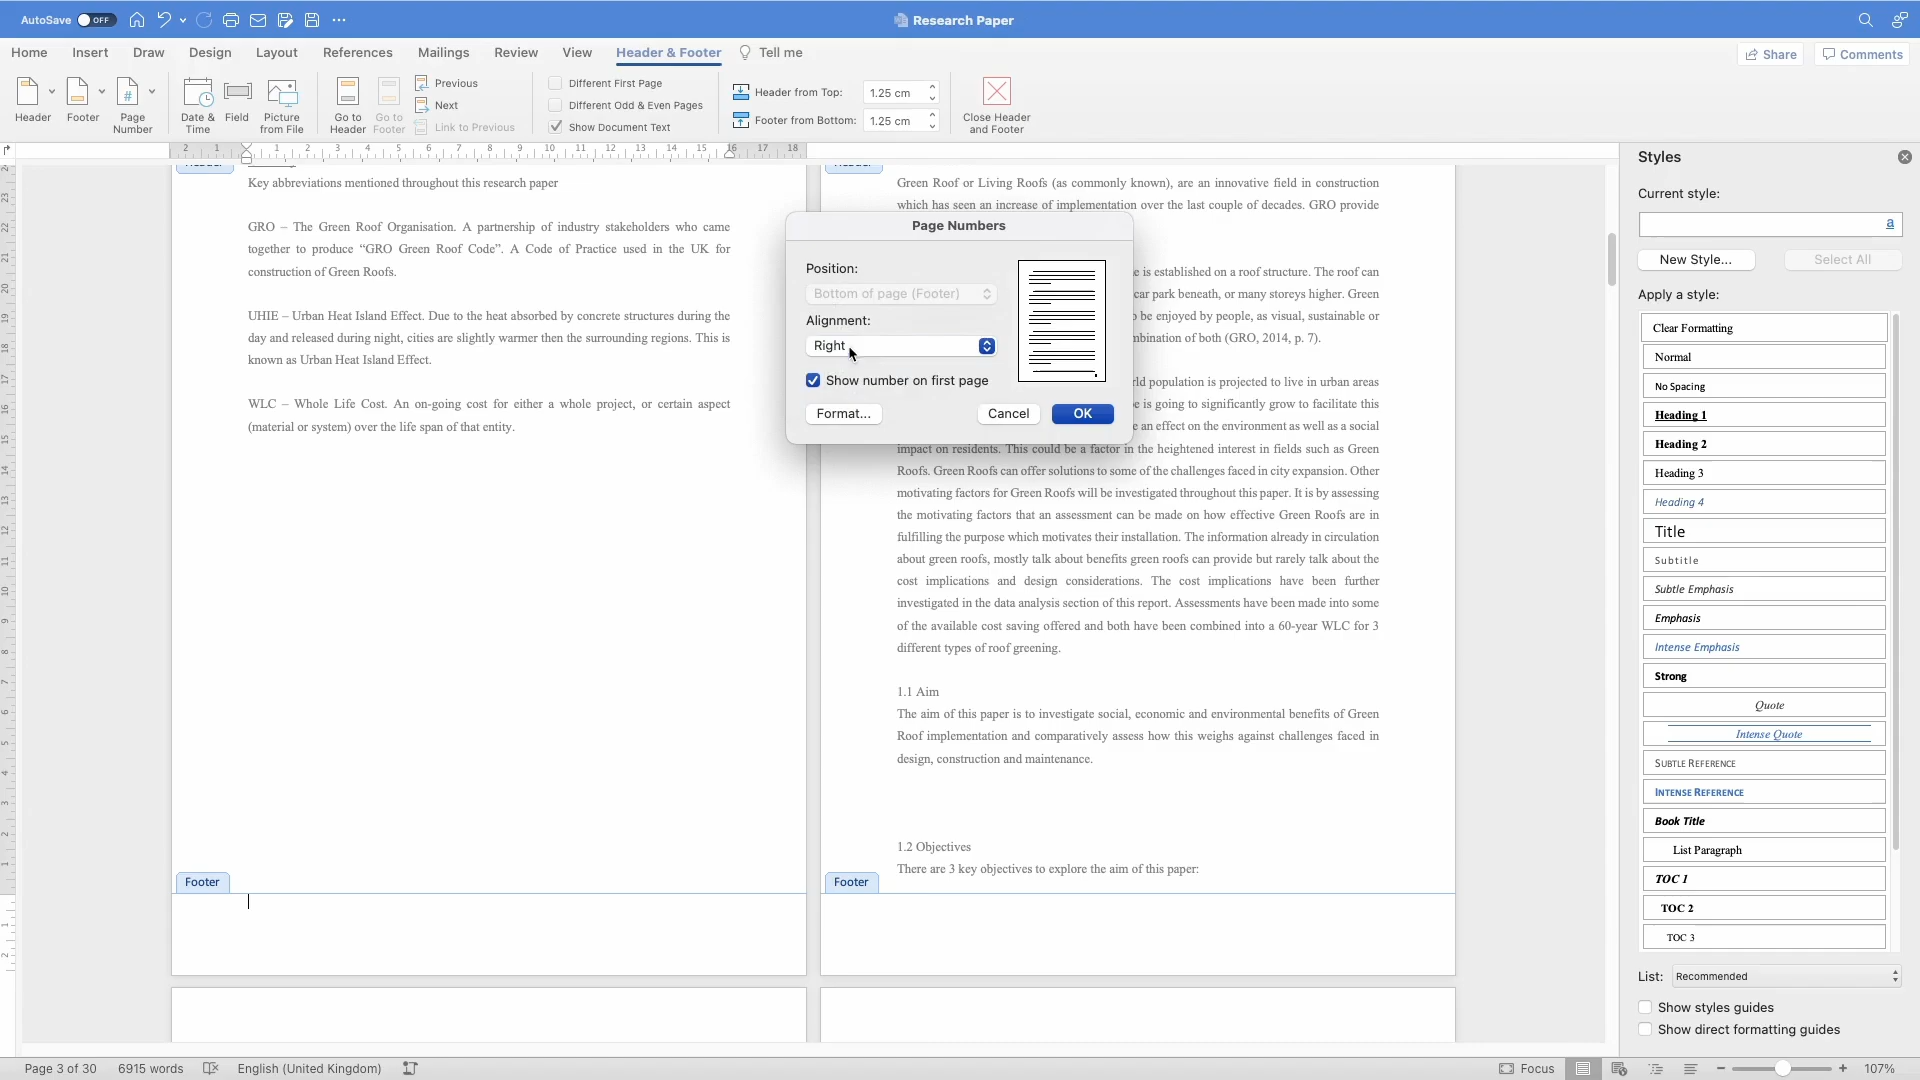 AutoSave OFF
Research Paper
Home Insert Draw Design Layout References Mailings Review View Header & Footer Tell me
Share Comments
Header Footer Page Number
Date & Time Field Picture from File
Go to Header Go to Footer
Previous
Next
Link to Previous
Different First Page
Different Odd & Even Pages
Show Document Text
Header from Top: 1.25 cm
Footer from Bottom: 1.25 cm
Close Header and Footer
2 1 1 2 3 4 5 6 7 8 9 10 11 12 13 14 15 16 17 18
Key abbreviations mentioned throughout this research paper
GRO – The Green Roof Organisation. A partnership of industry stakeholders who came
together to produce “GRO Green Roof Code”. A Code of Practice used in the UK for
construction of Green Roofs.
UHIE – Urban Heat Island Effect. Due to the heat absorbed by concrete structures during the
day and released during night, cities are slightly warmer then the surrounding regions. This is
known as Urban Heat Island Effect.
WLC – Whole Life Cost. An on-going cost for either a whole project, or certain aspect
(material or system) over the life span of that entity.
Footer
Green Roof or Living Roofs (as commonly known), are an innovative field in construction
which has seen an increase of implementation over the last couple of decades. GRO provide
is established on a roof structure. The roof can
car park beneath, or many storeys higher. Green
be enjoyed by people, as visual, sustainable or
mbination of both (GRO, 2014, p. 7).
rld population is projected to live in urban areas
e is going to significantly grow to facilitate this
e an effect on the environment as well as a social
impact on residents. This could be a factor in the heightened interest in fields such as Green
Roofs. Green Roofs can offer solutions to some of the challenges faced in city expansion. Other
motivating factors for Green Roofs will be investigated throughout this paper. It is by assessing
the motivating factors that an assessment can be made on how effective Green Roofs are in
fulfilling the purpose which motivates their installation. The information already in circulation
about green roofs, mostly talk about benefits green roofs can provide but rarely talk about the
cost implications and design considerations. The cost implications have been further
investigated in the data analysis section of this report. Assessments have been made into some
of the available cost saving offered and both have been combined into a 60-year WLC for 3
different types of roof greening.
1.1 Aim
The aim of this paper is to investigate social, economic and environmental benefits of Green
Roof implementation and comparatively assess how this weighs against challenges faced in
design, construction and maintenance.
1.2 Objectives
There are 3 key objectives to explore the aim of this paper:
Footer
Page Numbers
Position:
Bottom of page (Footer)
Alignment:
Right
Show number on first page
Format... Cancel OK
Styles
Current style:
a
New Style... Select All
Apply a style:
Clear Formatting
Normal
No Spacing
Heading 1
Heading 2
Heading 3
Heading 4
Title
Subtitle
Subtle Emphasis
Emphasis
Intense Emphasis
Strong
Quote
Intense Quote
SUBTLE REFERENCE
INTENSE REFERENCE
Book Title
List Paragraph
TOC 1
TOC 2
TOC 3
List: Recommended
Show styles guides
Show direct formatting guides
Page 3 of 30 6915 words English (United Kingdom) Focus 107%